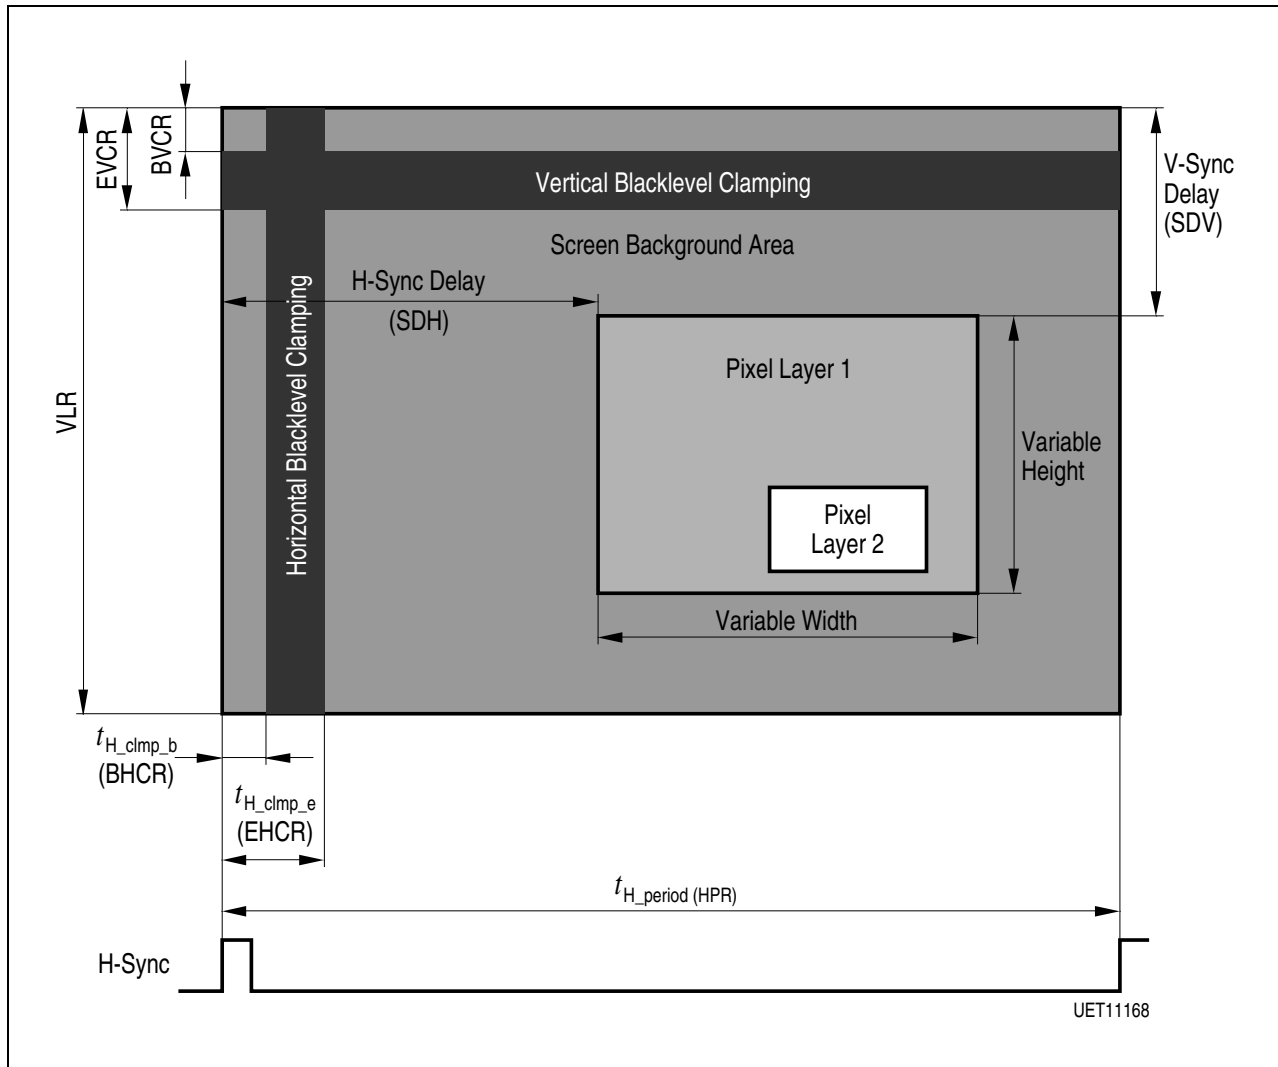 EVCR
BVCR
Vertical Blacklevel Clamping
V-Sync
Delay
(SDV)
Screen Background Area
H-Sync Delay
(SDH)
Horizontal Blacklevel Clamping
VLR
Pixel Layer 1
Variable
Height
Pixel
Layer 2
Variable Width
tH_clmp_b
(BHCR)
tH_clmp_e
(EHCR)
tH_period (HPR)
H-Sync
UET11168